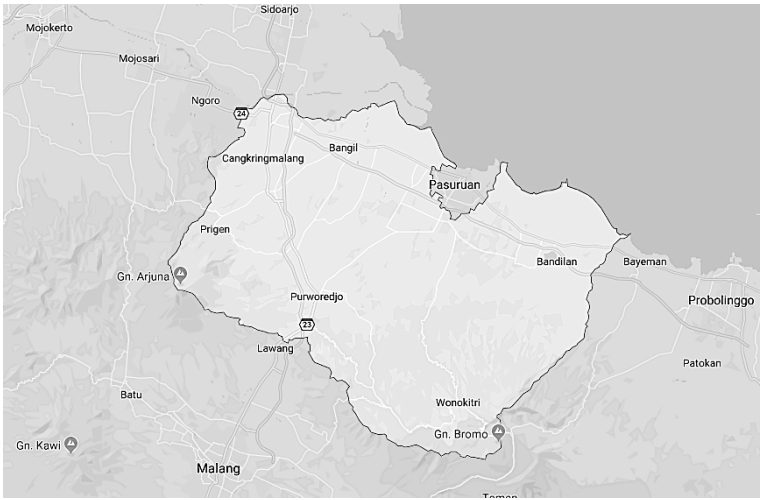 Sidoarjo
Mojokerto
Mojosari
Ngoro
24
Bangil
Cangkringmalang
Pasuruan
Prigen
Bandilan
Bayeman
Gn. Arjuna
Purworedjo
Probolinggo
23
Lawang
Patokan
Batu
Wonokitri
Gn. Bromo
Gn. Kawi
Malang